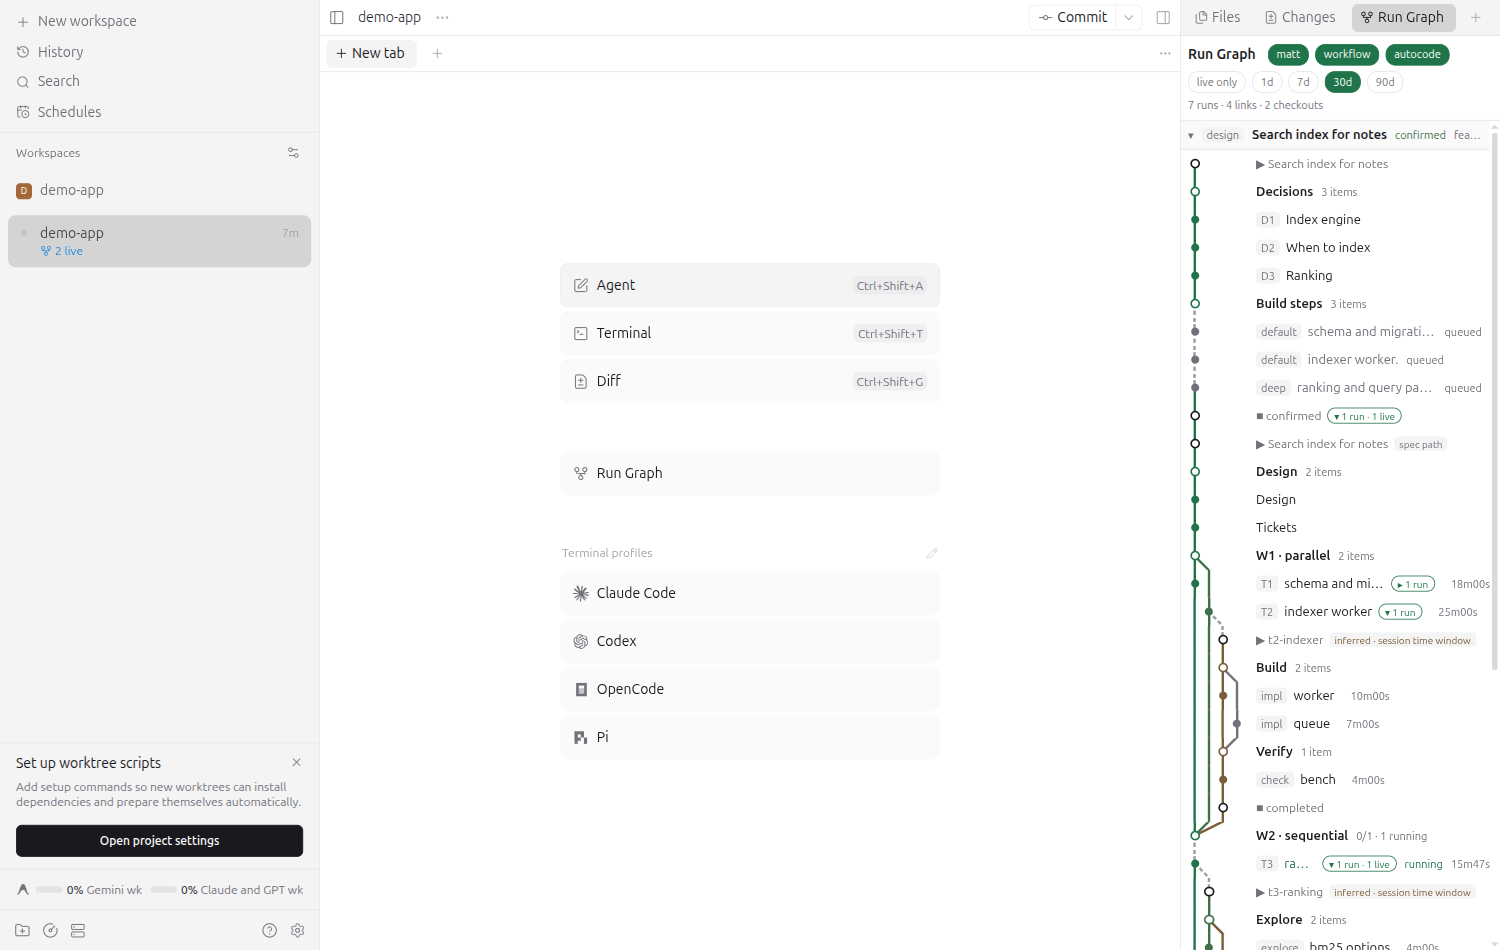 New workspace
History
Search
Schedules
Workspaces
D demo-app
demo-app 7m
2 live
Set up worktree scripts
Add setup commands so new worktrees can install
dependencies and prepare themselves automatically.
Open project settings
0% Gemini wk 0% Claude and GPT wk
demo-app
Commit
New tab
Agent Ctrl+Shift+A
Terminal Ctrl+Shift+T
Diff Ctrl+Shift+G
Run Graph
Terminal profiles
Claude Code
Codex
OpenCode
Pi
Files Changes Run Graph
Run Graph matt workflow autocode
live only 1d 7d 30d 90d
7 runs · 4 links · 2 checkouts
▾ design Search index for notes confirmed fea…
▶ Search index for notes
Decisions 3 items
D1 Index engine
D2 When to index
D3 Ranking
Build steps 3 items
default schema and migrati… queued
default indexer worker. queued
deep ranking and query pa… queued
■ confirmed ▾ 1 run · 1 live
▶ Search index for notes spec path
Design 2 items
Design
Tickets
W1 · parallel 2 items
T1 schema and mi… ▸ 1 run 18m00s
T2 indexer worker ▾ 1 run 25m00s
▶ t2-indexer inferred · session time window
Build 2 items
impl worker 10m00s
impl queue 7m00s
Verify 1 item
check bench 4m00s
■ completed
W2 · sequential 0/1 · 1 running
T3 ra… ▾ 1 run · 1 live running 15m47s
▶ t3-ranking inferred · session time window
Explore 2 items
explore bm25 options 4m00s